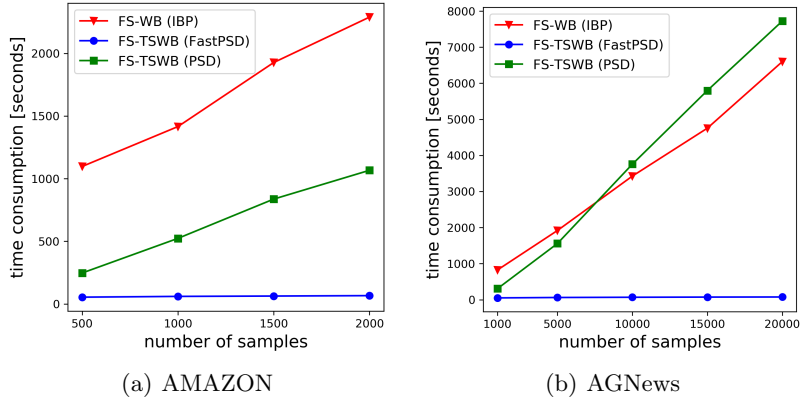 FS-WB (IBP)
FS-TSWB (FastPSD)
FS-TSWB (PSD)
time consumption [seconds]
2000
1500
1000
500
0
500 1000 1500 2000
number of samples
(a) AMAZON
FS-WB (IBP)
FS-TSWB (FastPSD)
FS-TSWB (PSD)
time consumption [seconds]
8000
7000
6000
5000
4000
3000
2000
1000
0
1000 5000 10000 15000 20000
number of samples
(b) AGNews